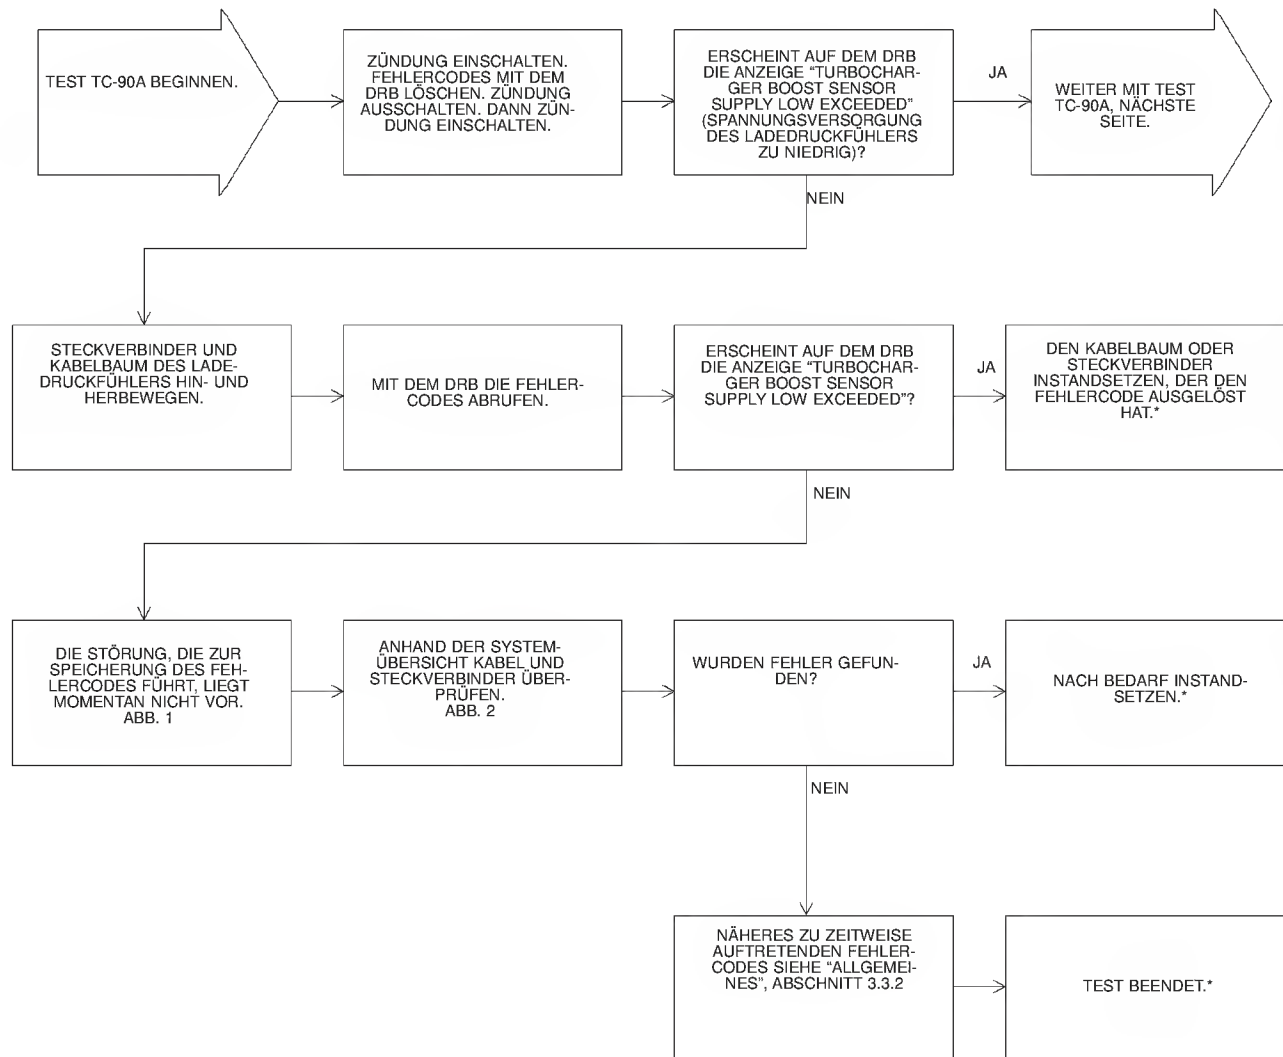 TEST TC-90A BEGINNEN.
ZÜNDUNG EINSCHALTEN.
FEHLERCODES MIT DEM
DRB LÖSCHEN. ZÜNDUNG
AUSSCHALTEN. DANN ZÜN-
DUNG EINSCHALTEN.
ERSCHEINT AUF DEM DRB
DIE ANZEIGE “TURBOCHAR-
GER BOOST SENSOR
SUPPLY LOW EXCEEDED”
(SPANNUNGSVERSORGUNG
DES LADEDRUCKFÜHLERS
ZU NIEDRIG)?
JA
WEITER MIT TEST
TC-90A, NÄCHSTE
SEITE.
NEIN
STECKVERBINDER UND
KABELBAUM DES LADE-
DRUCKFÜHLERS HIN- UND
HERBEWEGEN.
MIT DEM DRB DIE FEHLER-
CODES ABRUFEN.
ERSCHEINT AUF DEM DRB
DIE ANZEIGE “TURBOCHAR-
GER BOOST SENSOR
SUPPLY LOW EXCEEDED”?
JA
DEN KABELBAUM ODER
STECKVERBINDER
INSTANDSETZEN, DER DEN
FEHLERCODE AUSGELÖST
HAT.*
NEIN
DIE STÖRUNG, DIE ZUR
SPEICHERUNG DES FEH-
LERCODES FÜHRT, LIEGT
MOMENTAN NICHT VOR.
ABB. 1
ANHAND DER SYSTEM-
ÜBERSICHT KABEL UND
STECKVERBINDER ÜBER-
PRÜFEN.
ABB. 2
WURDEN FEHLER GEFUN-
DEN?
JA
NACH BEDARF INSTAND-
SETZEN.*
NEIN
NÄHERES ZU ZEITWEISE
AUFTRETENDEN FEHLER-
CODES SIEHE “ALLGEMEI-
NES”, ABSCHNITT 3.3.2
TEST BEENDET.*